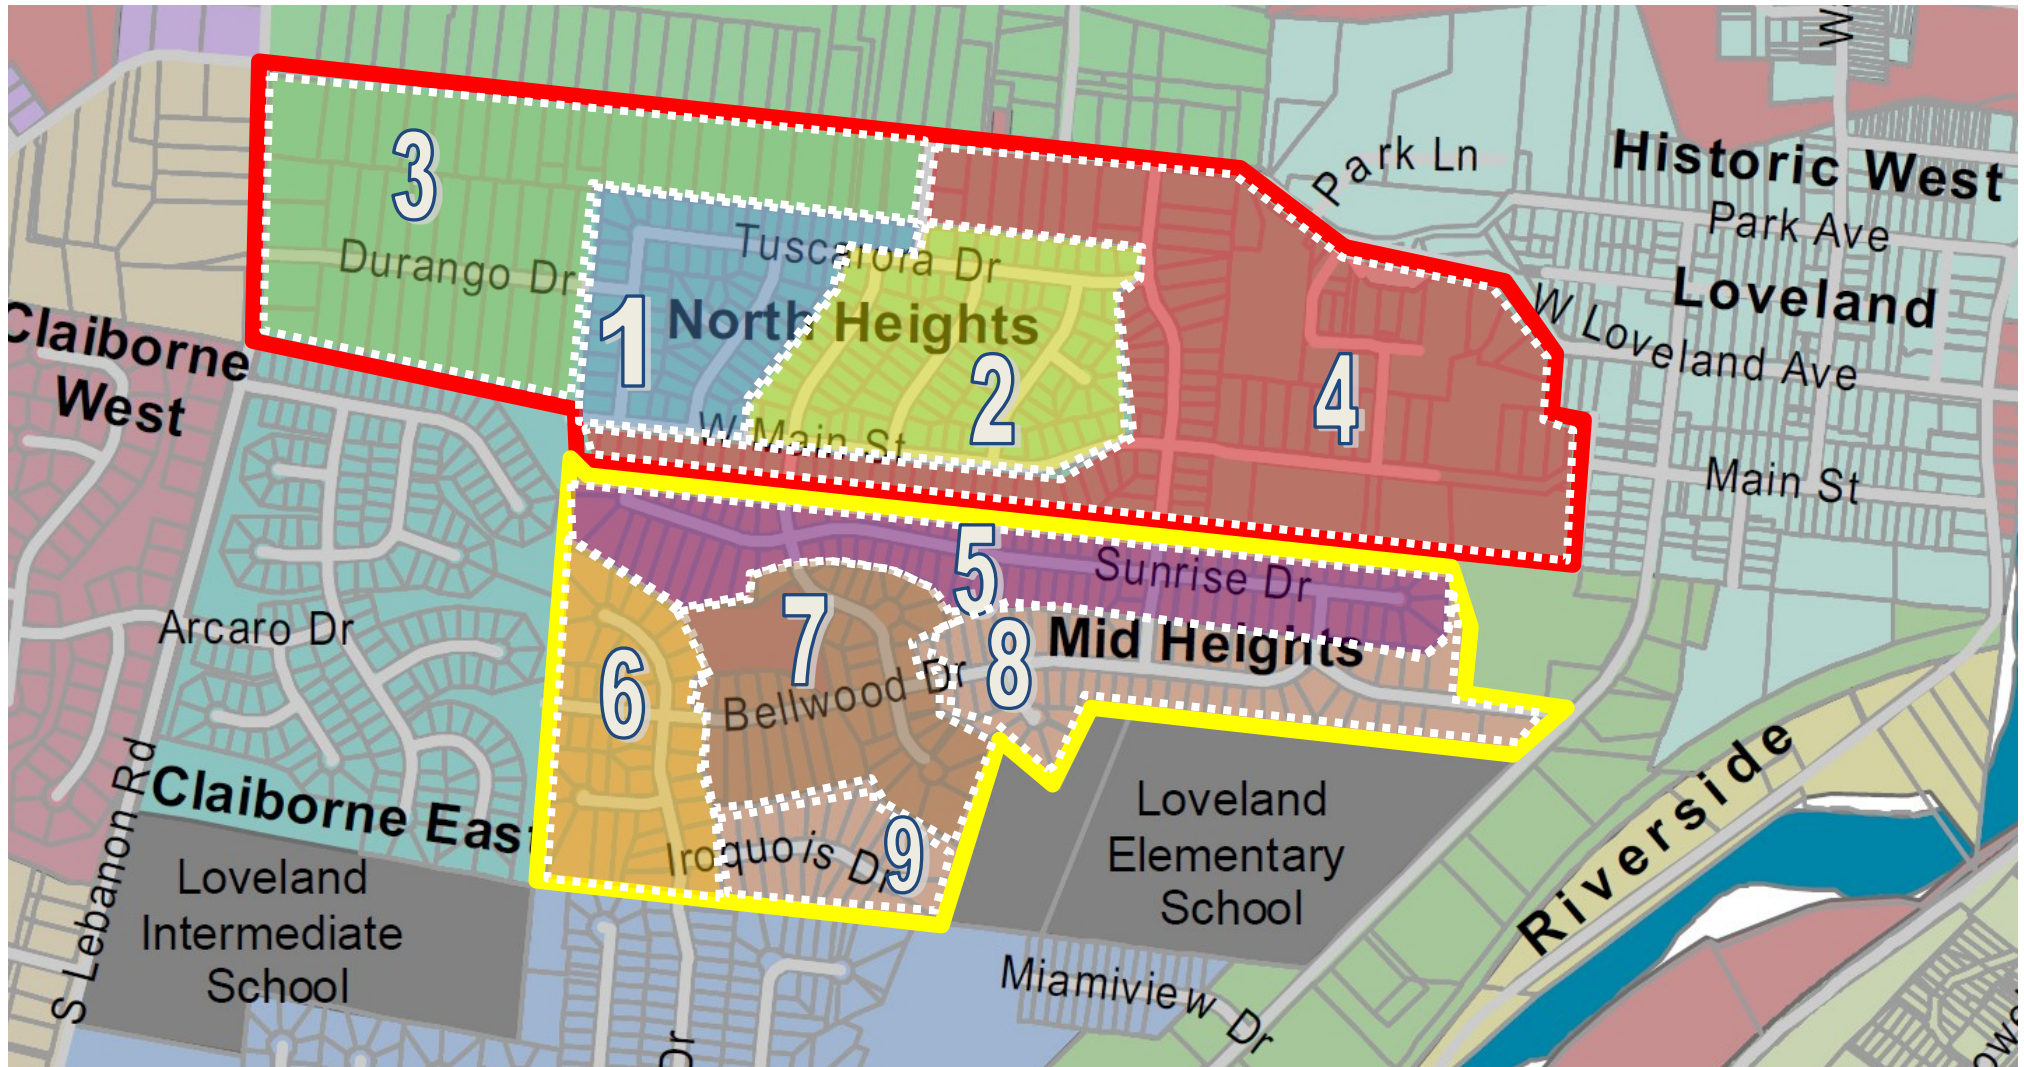 Park Ln
Historic West
Park Ave
Loveland
W Loveland Ave
Main St
3
Durango Dr
Tuscarora Dr
1
North Heights
2
4
W Main St
Claiborne
West
5
Sunrise Dr
Arcaro Dr
7
Mid Heights
8
6
Bellwood Dr
Claiborne East
S Lebanon Rd
Iroquois Dr
9
Loveland
Elementary
School
Riverside
Loveland
Intermediate
School
Miamiview Dr
Dr